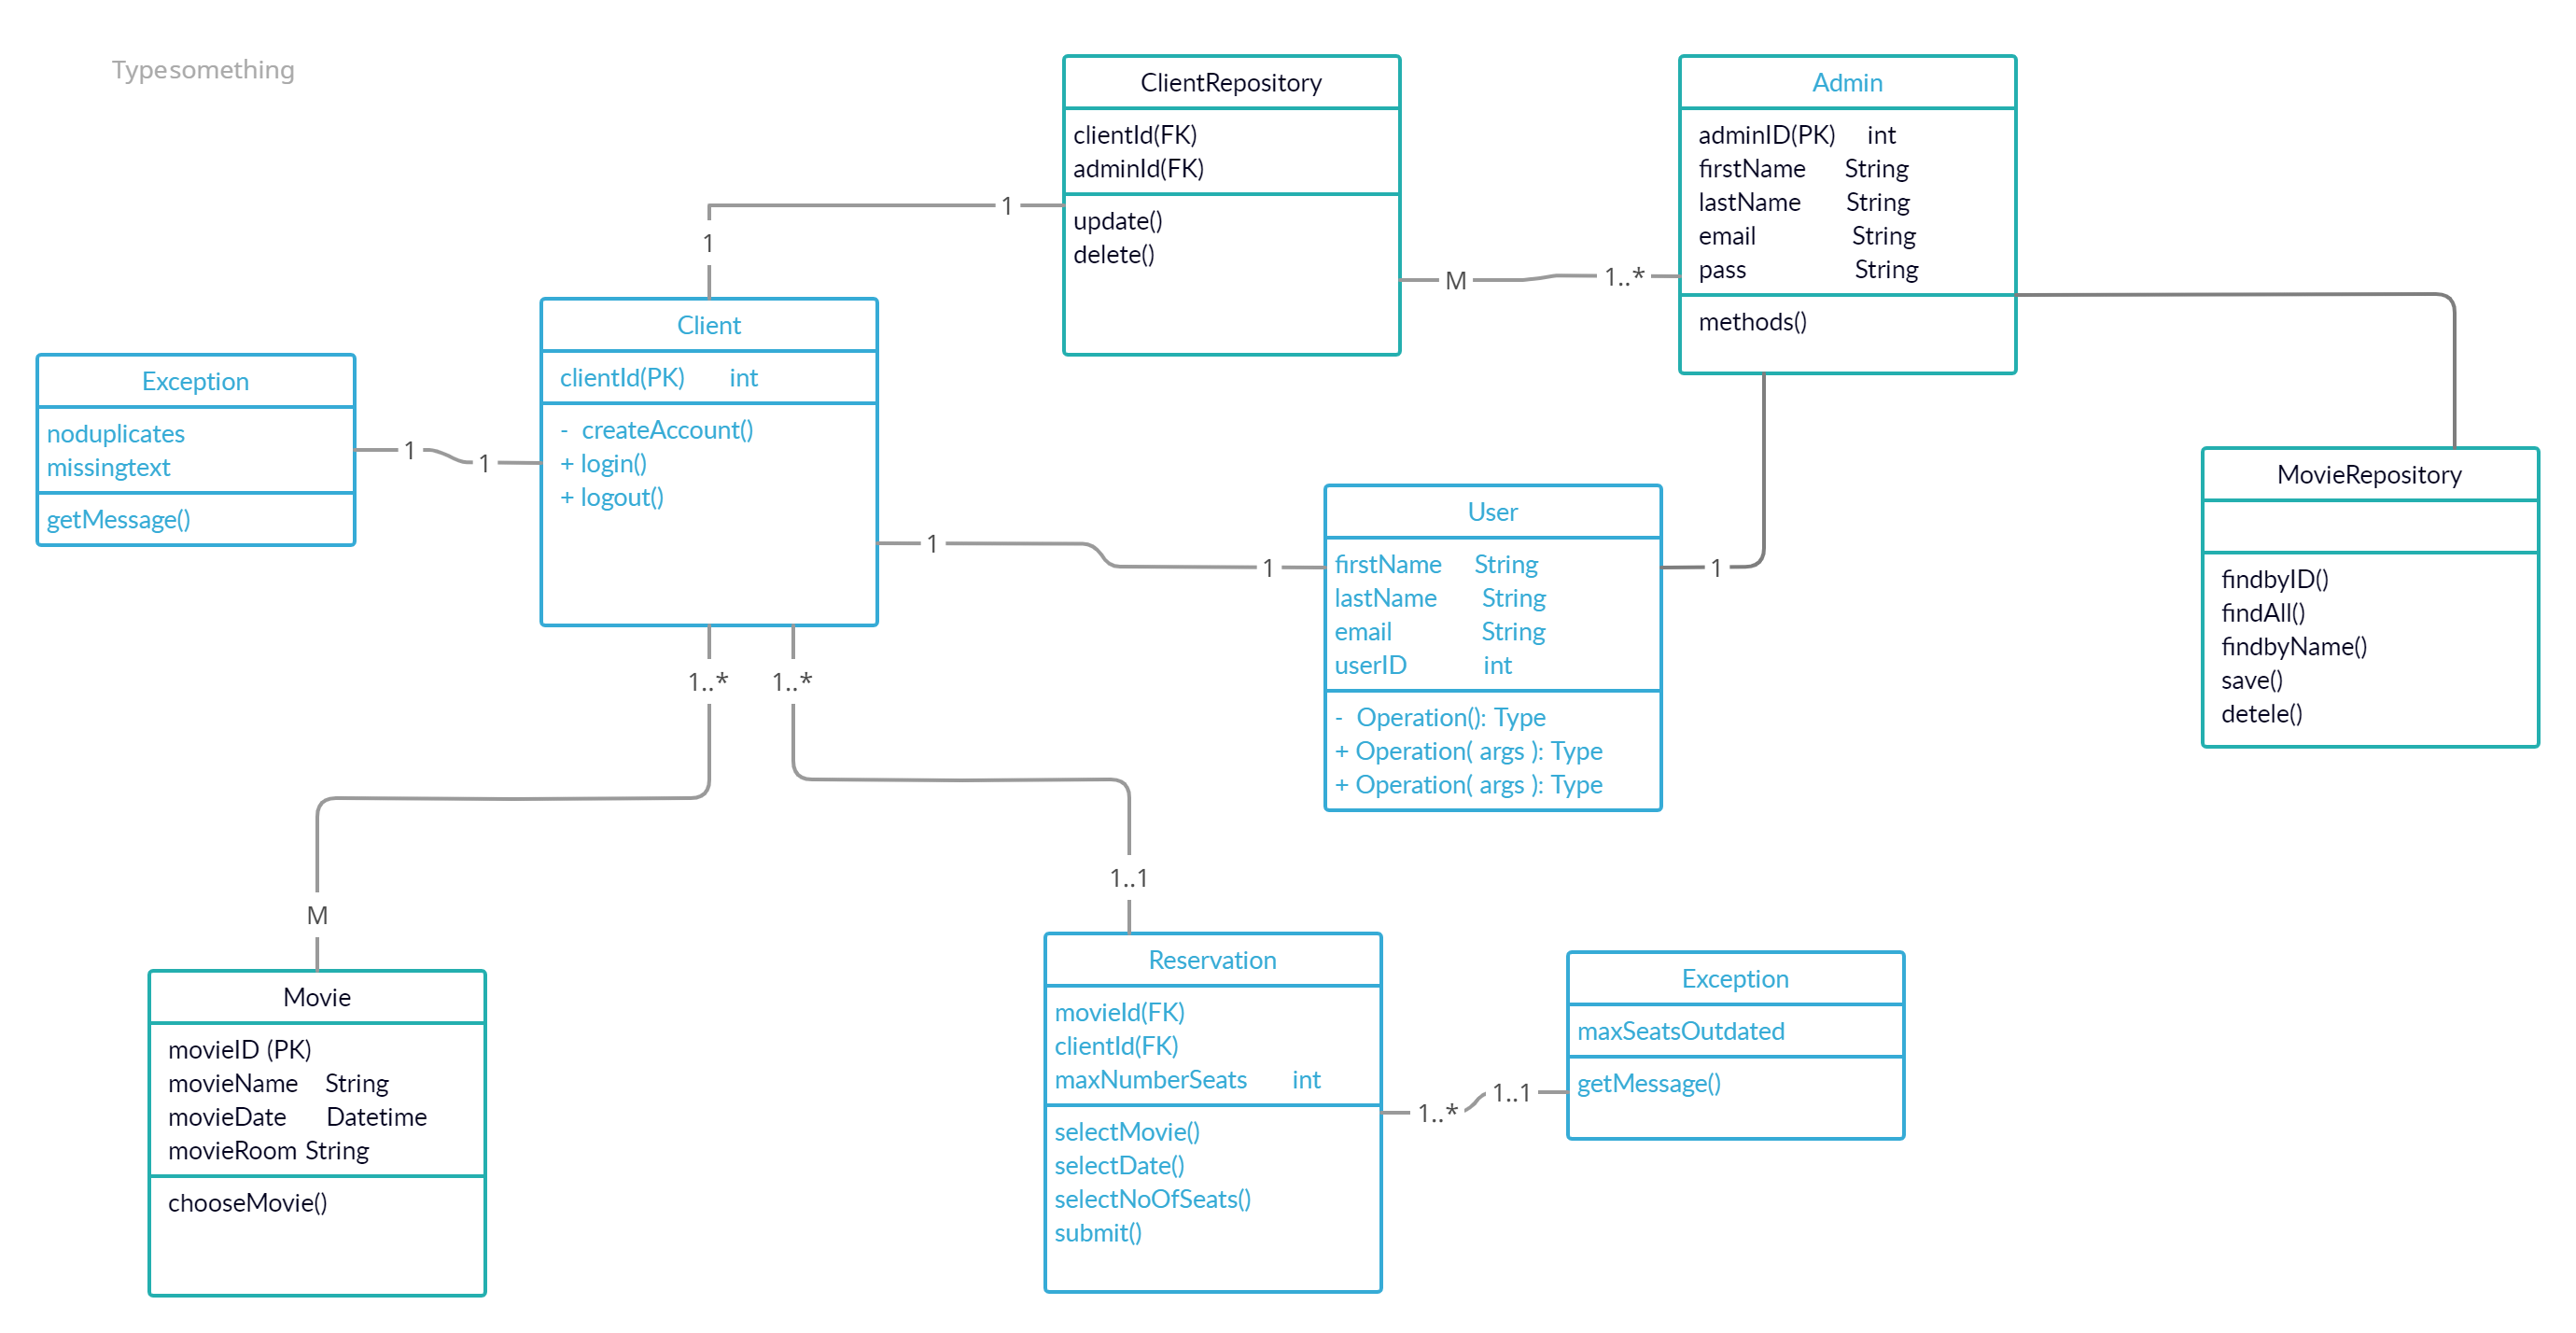 Typesomething
ClientRepository
clientId(FK)
adminId(FK)
update()
delete()
Admin
adminID(PK) int
firstName String
lastName String
email String
pass String
methods()
1
1
M
1..*
Client
clientId(PK) int
- createAccount()
+ login()
+ logout()
Exception
noduplicates
missingtext
getMessage()
1
1
1
1
1
User
firstName String
lastName String
email String
userID int
- Operation(): Type
+ Operation( args ): Type
+ Operation( args ): Type
MovieRepository
findbyID()
findAll()
findbyName()
save()
detele()
1..*
1..*
M
1..1
Movie
movieID (PK)
movieName String
movieDate Datetime
movieRoom String
chooseMovie()
Reservation
movieId(FK)
clientId(FK)
maxNumberSeats int
selectMovie()
selectDate()
selectNoOfSeats()
submit()
1..*
1..1
Exception
maxSeatsOutdated
getMessage()